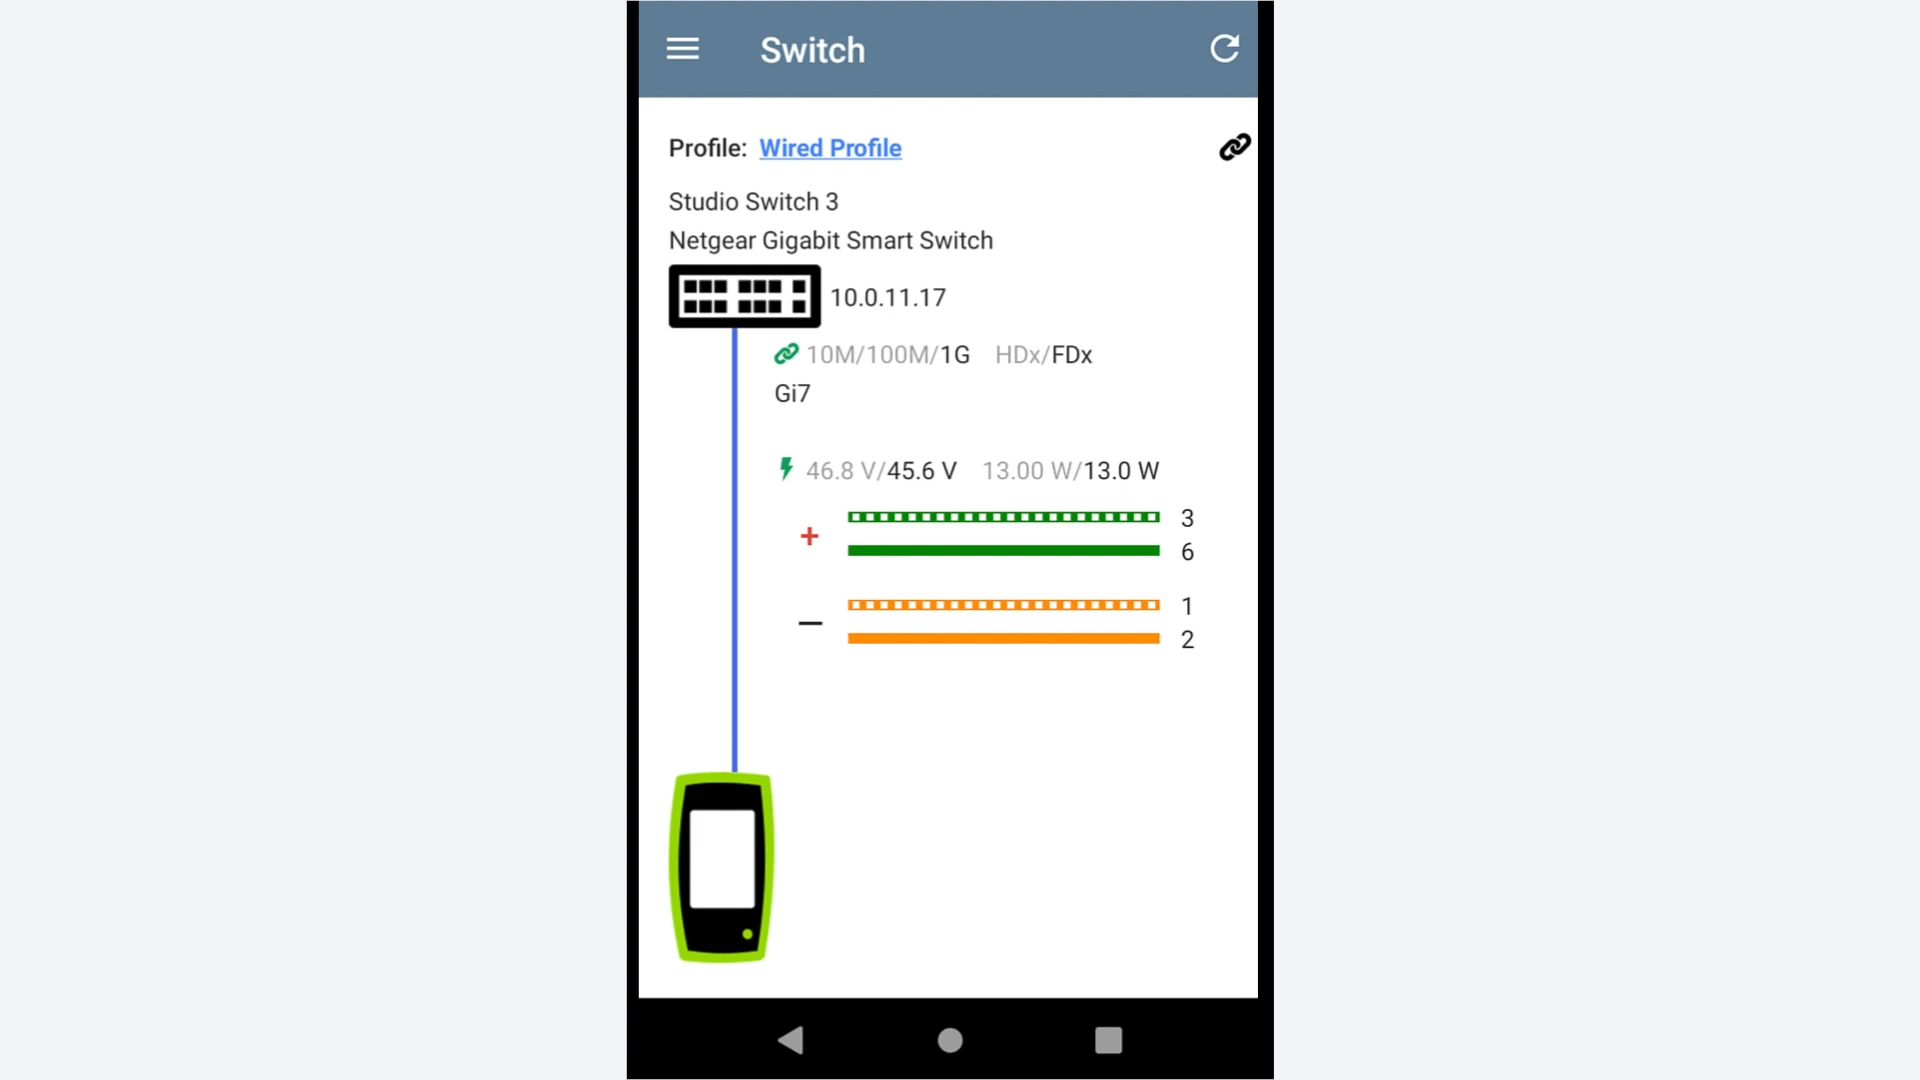 Switch
Profile: Wired Profile
Studio Switch 3
Netgear Gigabit Smart Switch
10.0.11.17
10M/100M/1G HDx/FDx
Gi7
46.8 V/45.6 V 13.00 W/13.0 W
+ 3
6
− 1
2